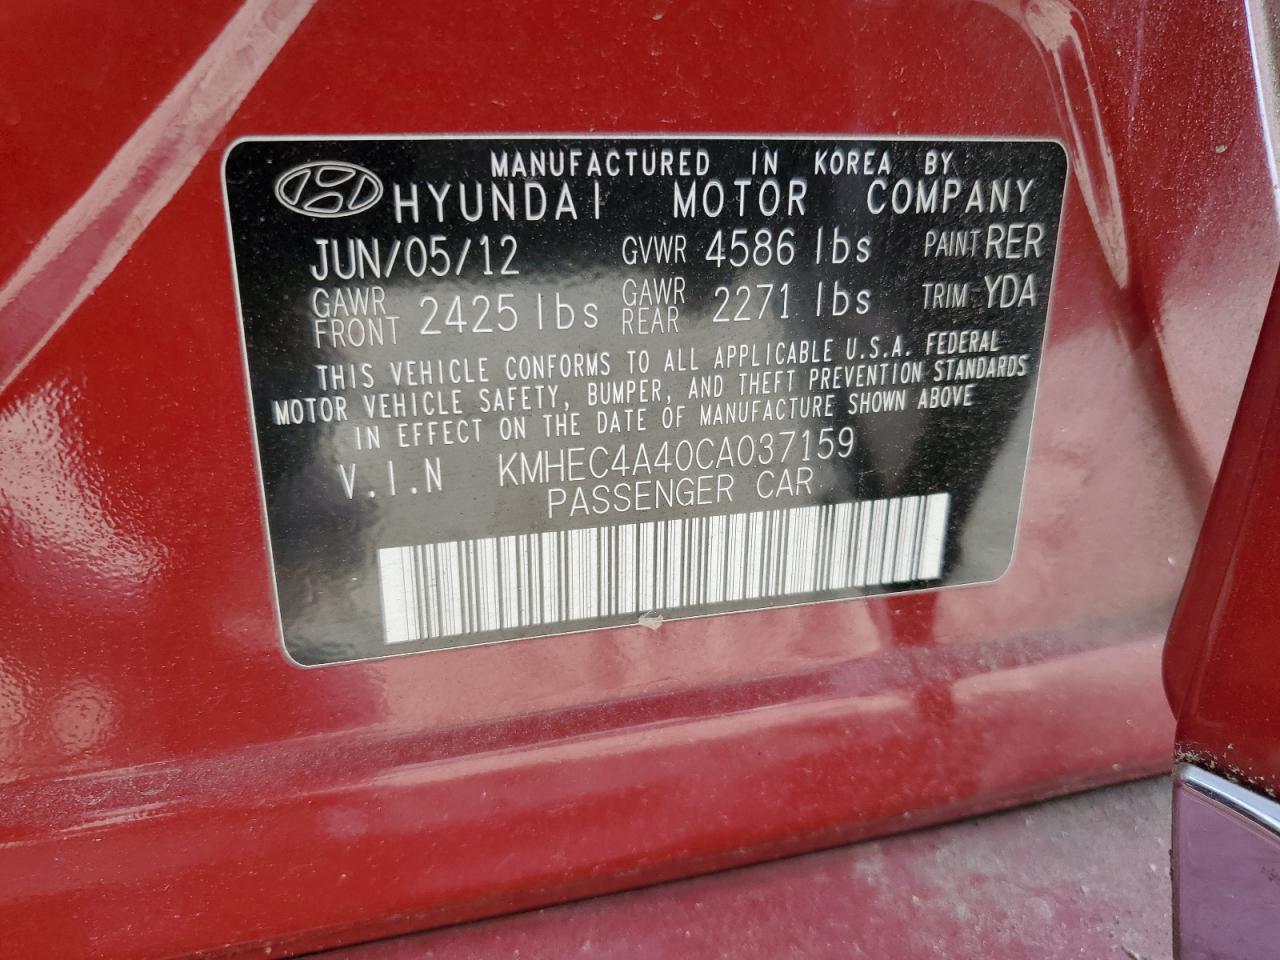 MANUFACTURED IN KOREA BY
HYUNDAI MOTOR COMPANY
JUN/05/12 GVWR 4586 lbs PAINT RER
GAWR FRONT 2425 lbs GAWR REAR 2271 lbs TRIM YDA
THIS VEHICLE CONFORMS TO ALL APPLICABLE U.S.A. FEDERAL
MOTOR VEHICLE SAFETY, BUMPER, AND THEFT PREVENTION STANDARDS
IN EFFECT ON THE DATE OF MANUFACTURE SHOWN ABOVE
V.I.N KMHEC4A40CA037159
PASSENGER CAR